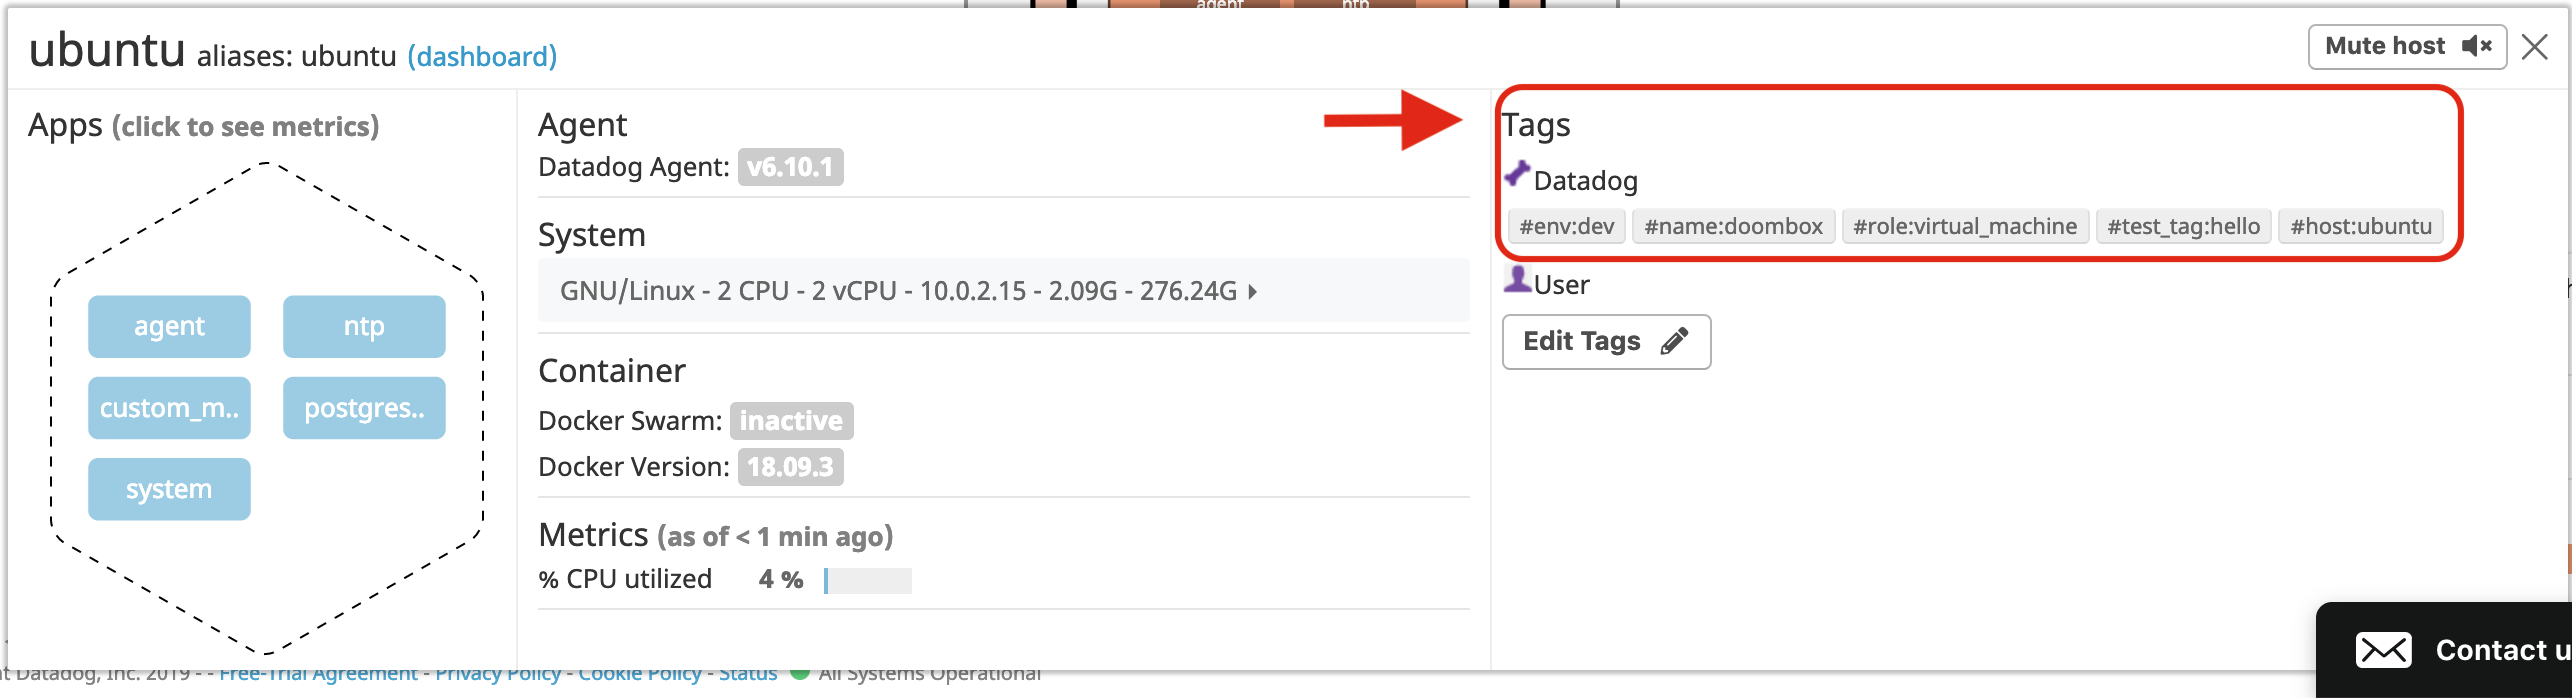 agent ntp
ubuntu aliases: ubuntu (dashboard)
Mute host
Apps (click to see metrics)
agent
ntp
custom_m..
postgres..
system
Agent
Datadog Agent: v6.10.1
System
GNU/Linux - 2 CPU - 2 vCPU - 10.0.2.15 - 2.09G - 276.24G
Container
Docker Swarm: inactive
Docker Version: 18.09.3
Metrics (as of < 1 min ago)
% CPU utilized 4 %
Tags
Datadog
#env:dev #name:doombox #role:virtual_machine #test_tag:hello #host:ubuntu
User
Edit Tags
Contact u
t Datadog, Inc. 2019 - - Free-Trial Agreement - Privacy Policy - Cookie Policy - Status All Systems Operational